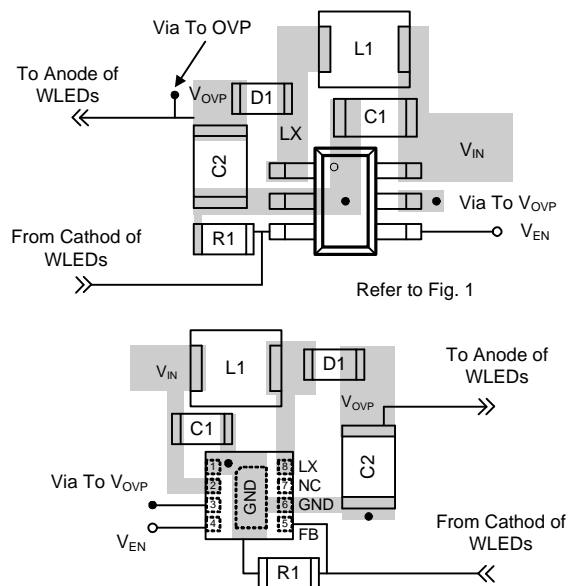 Via To OVP
To Anode of
WLEDs
VOVP
D1
L1
C1
LX
C2
VIN
Via To VOVP
R1
From Cathod of
WLEDs
VEN
Refer to Fig. 1
VIN
L1
D1
To Anode of
WLEDs
VOVP
C1
C2
1
8
LX
2
7
NC
Via To VOVP
3
GND
6
GND
VEN
4
5
FB
From Cathod of
WLEDs
R1